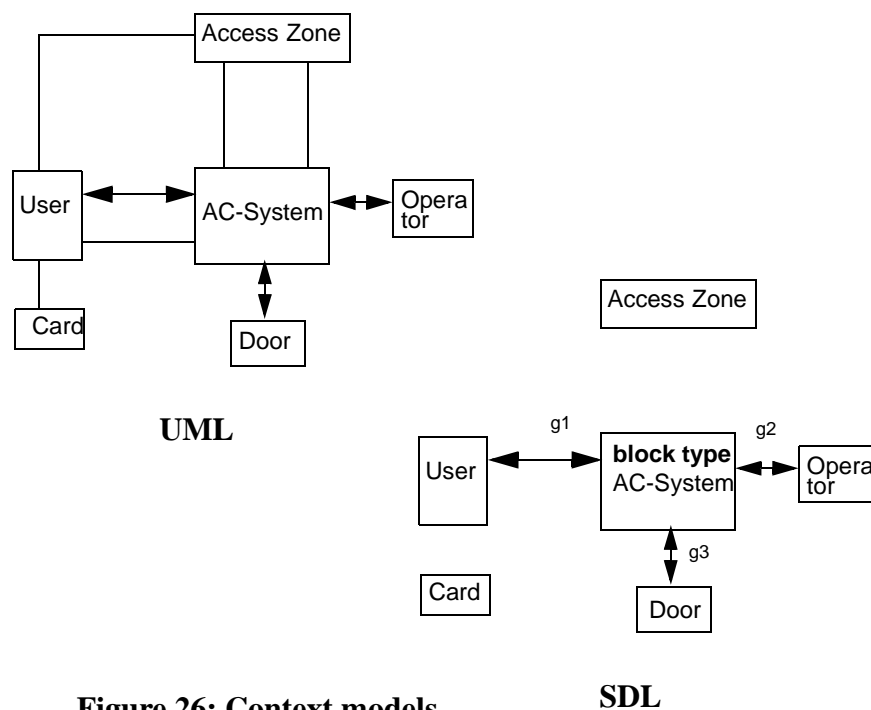 Access Zone
User
AC-System
Opera
tor
Card
Door
UML
Access Zone
g1
g2
User
block type
AC-System
Opera
tor
g3
Card
Door
SDL
Figure 26: Context models